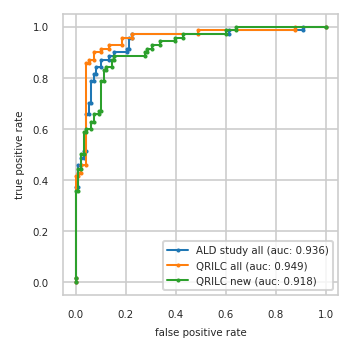 1.0
0.8
0.6
0.4
0.2
0.0
true positive rate
ALD study all (auc: 0.936)
QRILC all (auc: 0.949)
QRILC new (auc: 0.918)
0.0 0.2 0.4 0.6 0.8 1.0
false positive rate